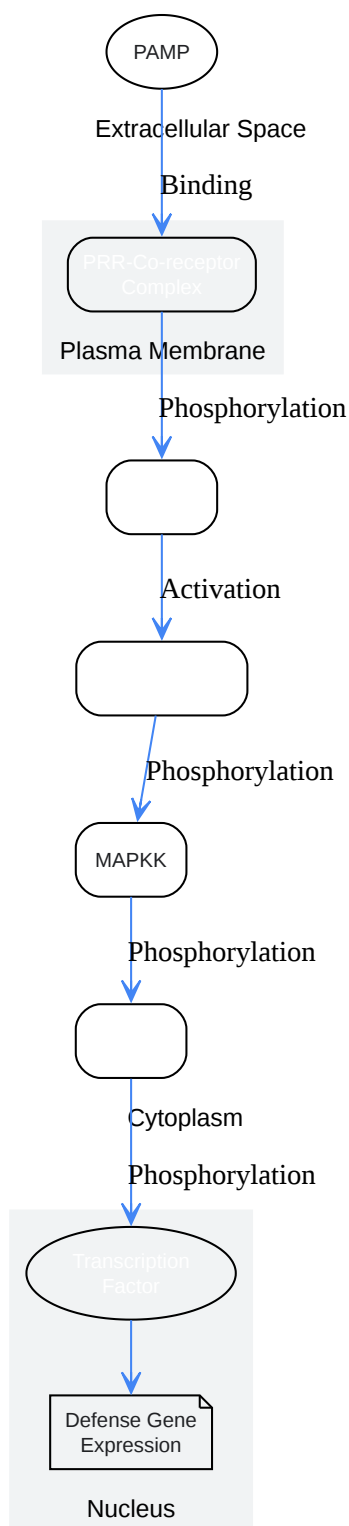 PAMP
Extracellular Space
Binding
PRR-Co-receptor
Complex
Plasma Membrane
Phosphorylation
Activation
Phosphorylation
MAPKK
Phosphorylation
Cytoplasm
Phosphorylation
Transcription
Factor
Defense Gene
Expression
Nucleus